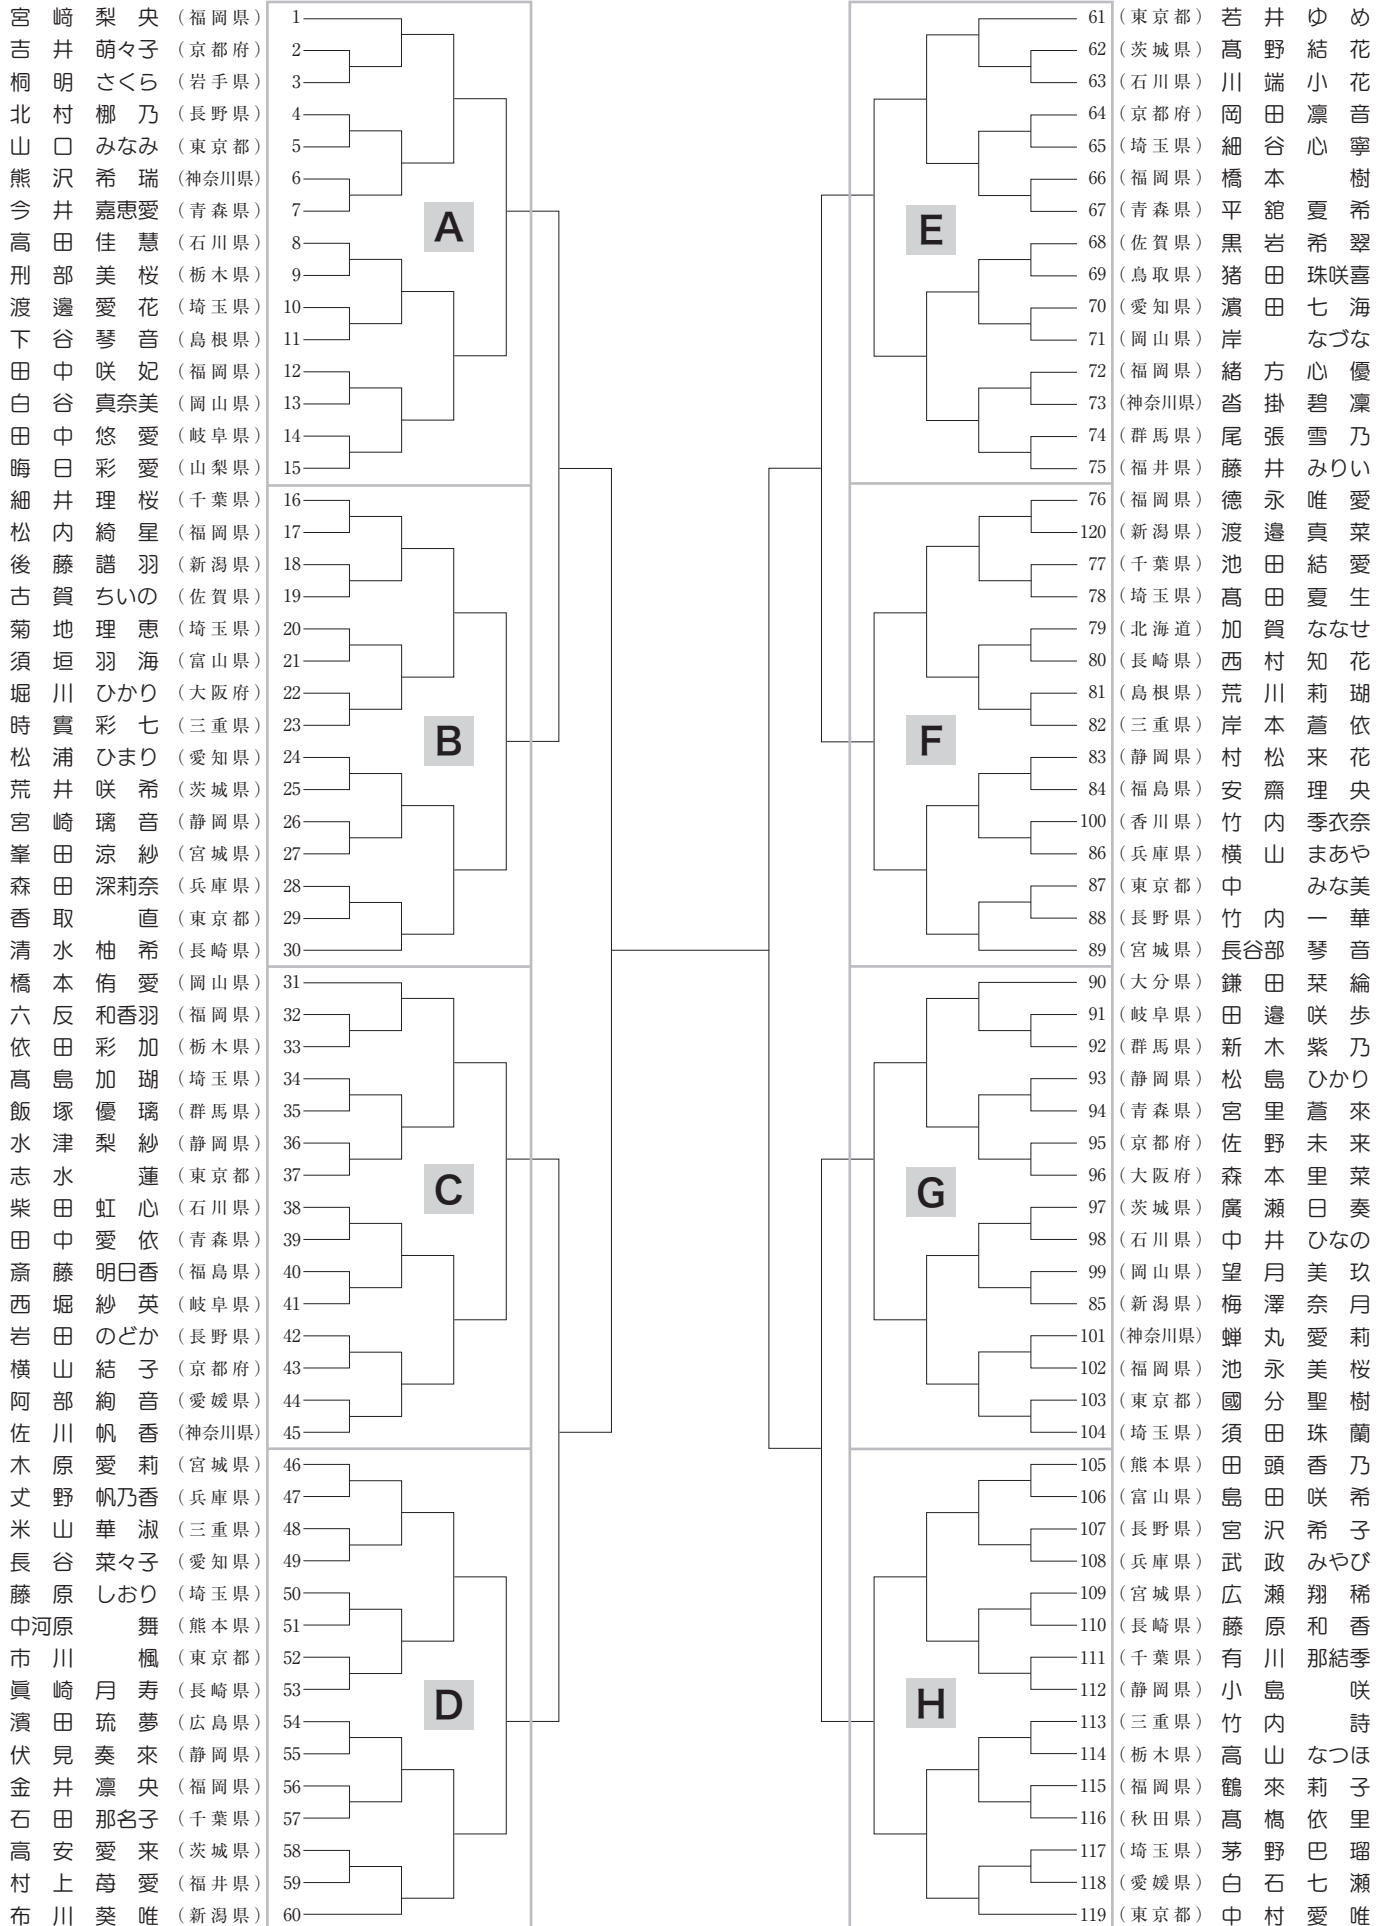 宮﨑梨央 (福岡県) 1
吉井萌々子 (京都府) 2
桐明さくら (岩手県) 3
北村梛乃 (長野県) 4
山口みなみ (東京都) 5
熊沢希瑞 (神奈川県) 6
今井嘉恵愛 (青森県) 7
高田佳慧 (石川県) 8
刑部美桜 (栃木県) 9
渡邊愛花 (埼玉県) 10
下谷琴音 (島根県) 11
田中咲妃 (福岡県) 12
白谷真奈美 (岡山県) 13
田中悠愛 (岐阜県) 14
晦日彩愛 (山梨県) 15
A
細井理桜 (千葉県) 16
松内綺星 (福岡県) 17
後藤譜羽 (新潟県) 18
古賀ちいの (佐賀県) 19
菊地理恵 (埼玉県) 20
須垣羽海 (富山県) 21
堀川ひかり (大阪府) 22
時實彩七 (三重県) 23
松浦ひまり (愛知県) 24
荒井咲希 (茨城県) 25
宮崎璃音 (静岡県) 26
峯田涼紗 (宮城県) 27
森田深莉奈 (兵庫県) 28
香取直 (東京都) 29
清水柚希 (長崎県) 30
B
橋本侑愛 (岡山県) 31
六反和香羽 (福岡県) 32
依田彩加 (栃木県) 33
髙島加瑚 (埼玉県) 34
飯塚優璃 (群馬県) 35
水津梨紗 (静岡県) 36
志水蓮 (東京都) 37
柴田虹心 (石川県) 38
田中愛依 (青森県) 39
斎藤明日香 (福島県) 40
西堀紗英 (岐阜県) 41
岩田のどか (長野県) 42
横山結子 (京都府) 43
阿部絢音 (愛媛県) 44
佐川帆香 (神奈川県) 45
C
木原愛莉 (宮城県) 46
丈野帆乃香 (兵庫県) 47
米山華淑 (三重県) 48
長谷菜々子 (愛知県) 49
藤原しおり (埼玉県) 50
中河原舞 (熊本県) 51
市川楓 (東京都) 52
眞崎月寿 (長崎県) 53
濱田琉夢 (広島県) 54
伏見奏來 (静岡県) 55
金井凛央 (福岡県) 56
石田那名子 (千葉県) 57
高安愛来 (茨城県) 58
村上苺愛 (福井県) 59
布川葵唯 (新潟県) 60
D
61 (東京都) 若井ゆめ
62 (茨城県) 髙野結花
63 (石川県) 川端小花
64 (京都府) 岡田凛音
65 (埼玉県) 細谷心寧
66 (福岡県) 橋本樹
67 (青森県) 平舘夏希
68 (佐賀県) 黒岩希翠
69 (鳥取県) 猪田珠咲喜
70 (愛知県) 濵田七海
71 (岡山県) 岸なづな
72 (福岡県) 緒方心優
73 (神奈川県) 沓掛碧凜
74 (群馬県) 尾張雪乃
75 (福井県) 藤井みりい
E
76 (福岡県) 德永唯愛
120 (新潟県) 渡邉真菜
77 (千葉県) 池田結愛
78 (埼玉県) 髙田夏生
79 (北海道) 加賀ななせ
80 (長崎県) 西村知花
81 (島根県) 荒川莉瑚
82 (三重県) 岸本蒼依
83 (静岡県) 村松来花
84 (福島県) 安齋理央
100 (香川県) 竹内季衣奈
86 (兵庫県) 横山まあや
87 (東京都) 中みな美
88 (長野県) 竹内一華
89 (宮城県) 長谷部琴音
F
90 (大分県) 鎌田栞綸
91 (岐阜県) 田邉咲歩
92 (群馬県) 新木紫乃
93 (静岡県) 松島ひかり
94 (青森県) 宮里蒼來
95 (京都府) 佐野未来
96 (大阪府) 森本里菜
97 (茨城県) 廣瀬日奏
98 (石川県) 中井ひなの
99 (岡山県) 望月美玖
85 (新潟県) 梅澤奈月
101 (神奈川県) 蝉丸愛莉
102 (福岡県) 池永美桜
103 (東京都) 國分聖樹
104 (埼玉県) 須田珠蘭
G
105 (熊本県) 田頭香乃
106 (富山県) 島田咲希
107 (長野県) 宮沢希子
108 (兵庫県) 武政みやび
109 (宮城県) 広瀬翔稀
110 (長崎県) 藤原和香
111 (千葉県) 有川那結季
112 (静岡県) 小島咲
113 (三重県) 竹内詩
114 (栃木県) 高山なつほ
115 (福岡県) 鶴來莉子
116 (秋田県) 髙橋依里
117 (埼玉県) 茅野巴瑠
118 (愛媛県) 白石七瀬
119 (東京都) 中村愛唯
H